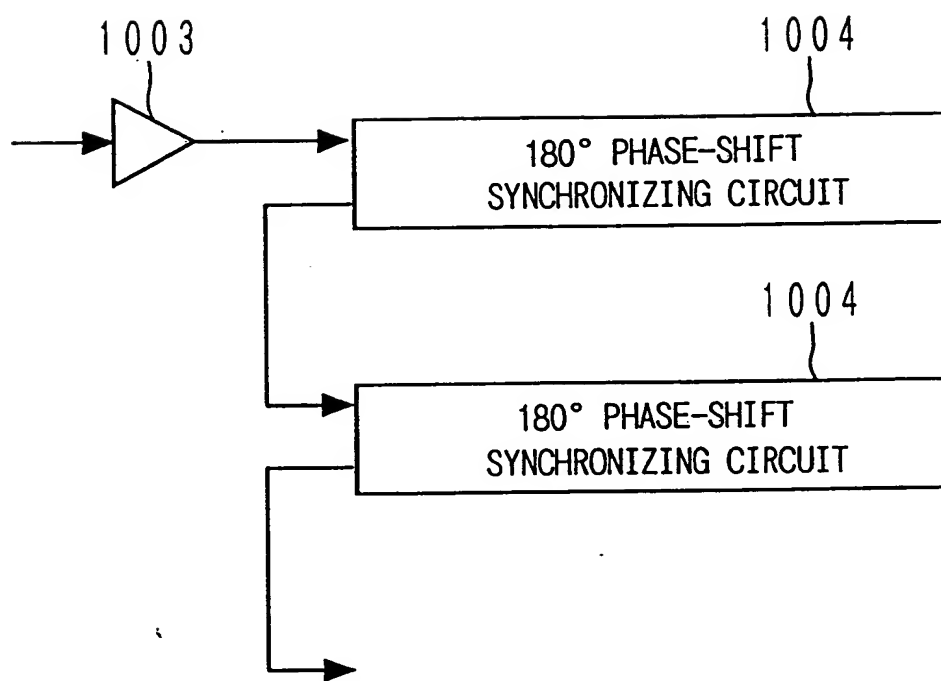 1003
1004
180° PHASE-SHIFT
SYNCHRONIZING CIRCUIT
1004
180° PHASE-SHIFT
SYNCHRONIZING CIRCUIT